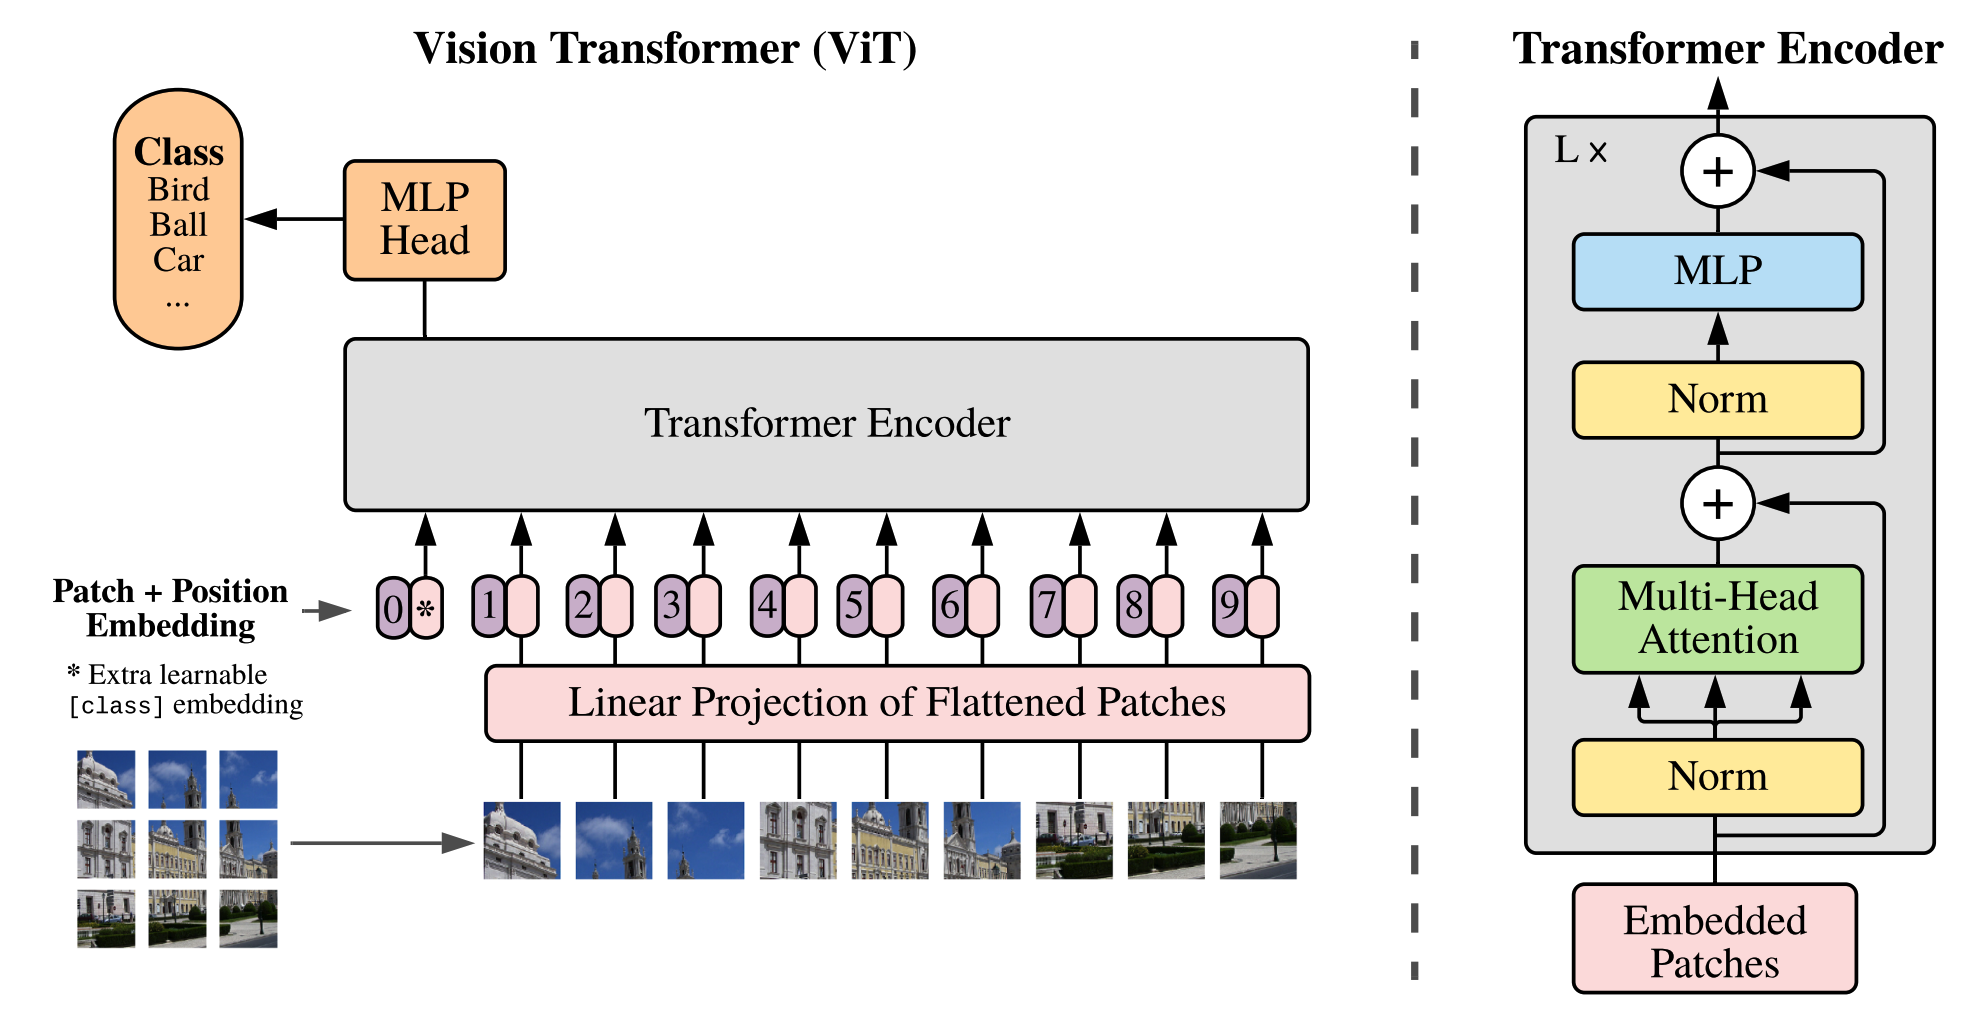 Vision Transformer (ViT)
Class
Bird
Ball
Car
...
MLP
Head
Transformer Encoder
Patch + Position
Embedding
0 * 1 2 3 4 5 6 7 8 9
* Extra learnable
[class] embedding
Linear Projection of Flattened Patches
Transformer Encoder
L ×
+
MLP
Norm
+
Multi-Head
Attention
Norm
Embedded
Patches